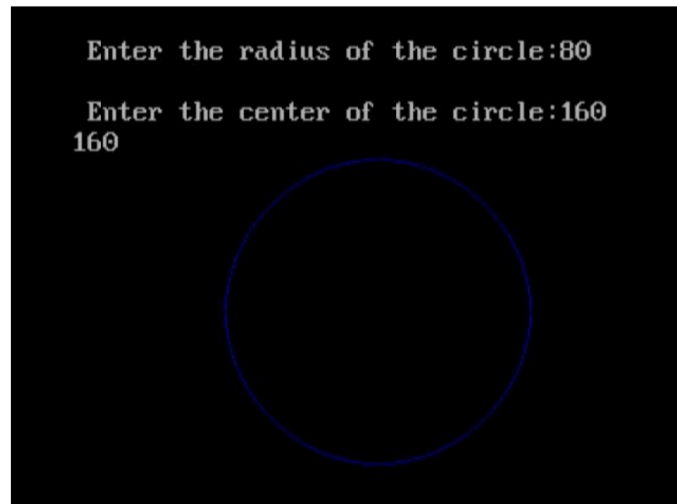 Enter the radius of the circle:80
Enter the center of the circle:160
160